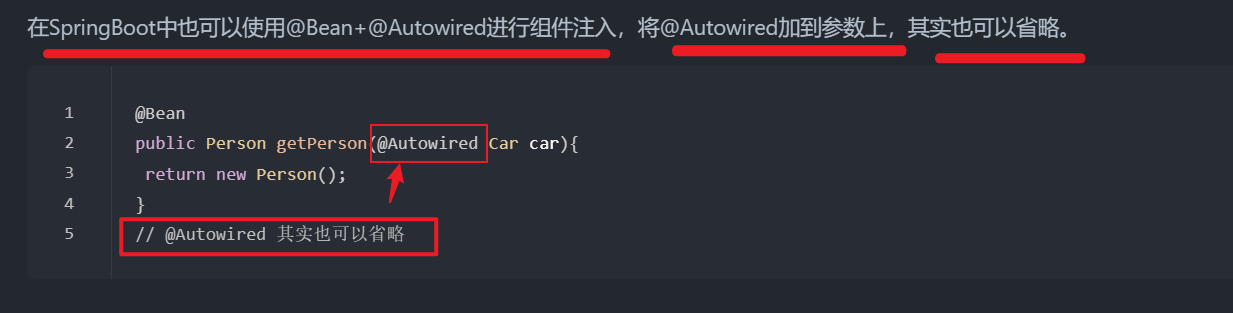 在SpringBoot中也可以使用@Bean+@Autowired进行组件注入，将@Autowired加到参数上，其实也可以省略。
1 @Bean
2 public Person getPerson(@Autowired Car car){
3 return new Person();
4 }
5 // @Autowired 其实也可以省略